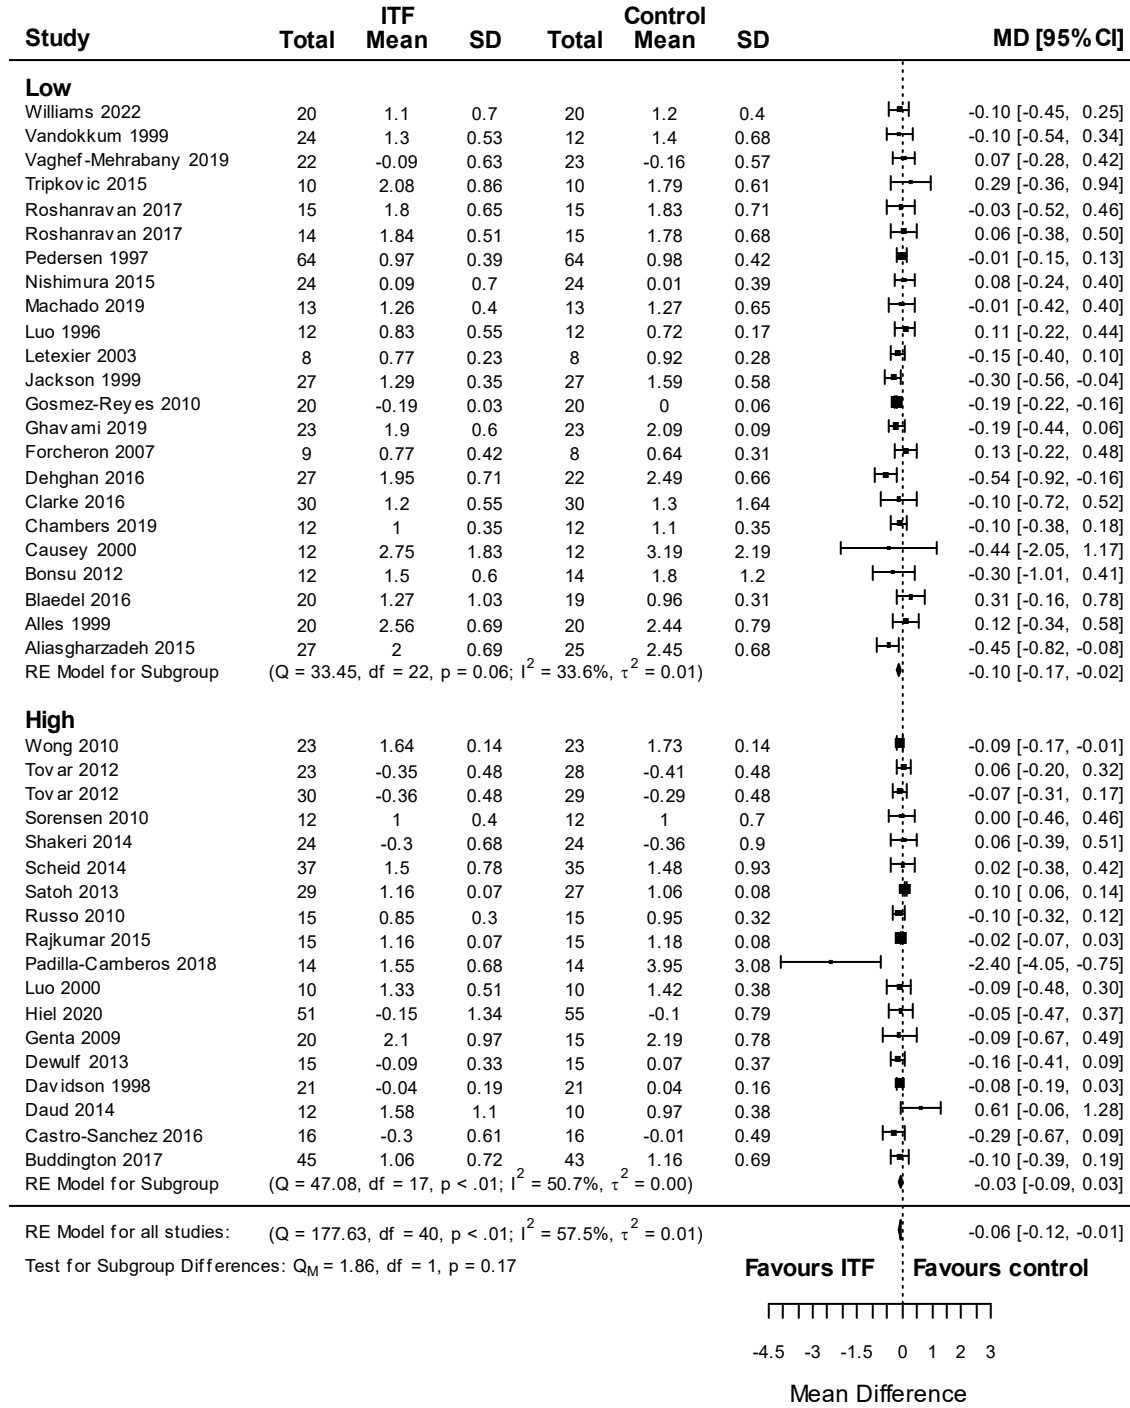 ITF Control
Study Total Mean SD Total Mean SD MD [95% CI]
Low
Williams 2022 20 1.1 0.7 20 1.2 0.4 -0.10 [-0.45, 0.25]
Vandokkum 1999 24 1.3 0.53 12 1.4 0.68 -0.10 [-0.54, 0.34]
Vaghef-Mehrabany 2019 22 -0.09 0.63 23 -0.16 0.57 0.07 [-0.28, 0.42]
Tripkovic 2015 10 2.08 0.86 10 1.79 0.61 0.29 [-0.36, 0.94]
Roshanravan 2017 15 1.8 0.65 15 1.83 0.71 -0.03 [-0.52, 0.46]
Roshanravan 2017 14 1.84 0.51 15 1.78 0.68 0.06 [-0.38, 0.50]
Pedersen 1997 64 0.97 0.39 64 0.98 0.42 -0.01 [-0.15, 0.13]
Nishimura 2015 24 0.09 0.7 24 0.01 0.39 0.08 [-0.24, 0.40]
Machado 2019 13 1.26 0.4 13 1.27 0.65 -0.01 [-0.42, 0.40]
Luo 1996 12 0.83 0.55 12 0.72 0.17 0.11 [-0.22, 0.44]
Letexier 2003 8 0.77 0.23 8 0.92 0.28 -0.15 [-0.40, 0.10]
Jackson 1999 27 1.29 0.35 27 1.59 0.58 -0.30 [-0.56, -0.04]
Gosmez-Reyes 2010 20 -0.19 0.03 20 0 0.06 -0.19 [-0.22, -0.16]
Ghavami 2019 23 1.9 0.6 23 2.09 0.09 -0.19 [-0.44, 0.06]
Forcheron 2007 9 0.77 0.42 8 0.64 0.31 0.13 [-0.22, 0.48]
Dehghan 2016 27 1.95 0.71 22 2.49 0.66 -0.54 [-0.92, -0.16]
Clarke 2016 30 1.2 0.55 30 1.3 1.64 -0.10 [-0.72, 0.52]
Chambers 2019 12 1 0.35 12 1.1 0.35 -0.10 [-0.38, 0.18]
Causey 2000 12 2.75 1.83 12 3.19 2.19 -0.44 [-2.05, 1.17]
Bonsu 2012 12 1.5 0.6 14 1.8 1.2 -0.30 [-1.01, 0.41]
Blaedel 2016 20 1.27 1.03 19 0.96 0.31 0.31 [-0.16, 0.78]
Alles 1999 20 2.56 0.69 20 2.44 0.79 0.12 [-0.34, 0.58]
Aliasgharzadeh 2015 27 2 0.69 25 2.45 0.68 -0.45 [-0.82, -0.08]
RE Model for Subgroup (Q = 33.45, df = 22, p = 0.06; I² = 33.6%, τ² = 0.01) -0.10 [-0.17, -0.02]
High
Wong 2010 23 1.64 0.14 23 1.73 0.14 -0.09 [-0.17, -0.01]
Tovar 2012 23 -0.35 0.48 28 -0.41 0.48 0.06 [-0.20, 0.32]
Tovar 2012 30 -0.36 0.48 29 -0.29 0.48 -0.07 [-0.31, 0.17]
Sorensen 2010 12 1 0.4 12 1 0.7 0.00 [-0.46, 0.46]
Shakeri 2014 24 -0.3 0.68 24 -0.36 0.9 0.06 [-0.39, 0.51]
Scheid 2014 37 1.5 0.78 35 1.48 0.93 0.02 [-0.38, 0.42]
Satoh 2013 29 1.16 0.07 27 1.06 0.08 0.10 [ 0.06, 0.14]
Russo 2010 15 0.85 0.3 15 0.95 0.32 -0.10 [-0.32, 0.12]
Rajkumar 2015 15 1.16 0.07 15 1.18 0.08 -0.02 [-0.07, 0.03]
Padilla-Camberos 2018 14 1.55 0.68 14 3.95 3.08 -2.40 [-4.05, -0.75]
Luo 2000 10 1.33 0.51 10 1.42 0.38 -0.09 [-0.48, 0.30]
Hiel 2020 51 -0.15 1.34 55 -0.1 0.79 -0.05 [-0.47, 0.37]
Genta 2009 20 2.1 0.97 15 2.19 0.78 -0.09 [-0.67, 0.49]
Dewulf 2013 15 -0.09 0.33 15 0.07 0.37 -0.16 [-0.41, 0.09]
Davidson 1998 21 -0.04 0.19 21 0.04 0.16 -0.08 [-0.19, 0.03]
Daud 2014 12 1.58 1.1 10 0.97 0.38 0.61 [-0.06, 1.28]
Castro-Sanchez 2016 16 -0.3 0.61 16 -0.01 0.49 -0.29 [-0.67, 0.09]
Buddington 2017 45 1.06 0.72 43 1.16 0.69 -0.10 [-0.39, 0.19]
RE Model for Subgroup (Q = 47.08, df = 17, p < .01; I² = 50.7%, τ² = 0.00) -0.03 [-0.09, 0.03]
RE Model for all studies: (Q = 177.63, df = 40, p < .01; I² = 57.5%, τ² = 0.01) -0.06 [-0.12, -0.01]
Test for Subgroup Differences: Q_M = 1.86, df = 1, p = 0.17
Favours ITF Favours control
-4.5 -3 -1.5 0 1 2 3
Mean Difference